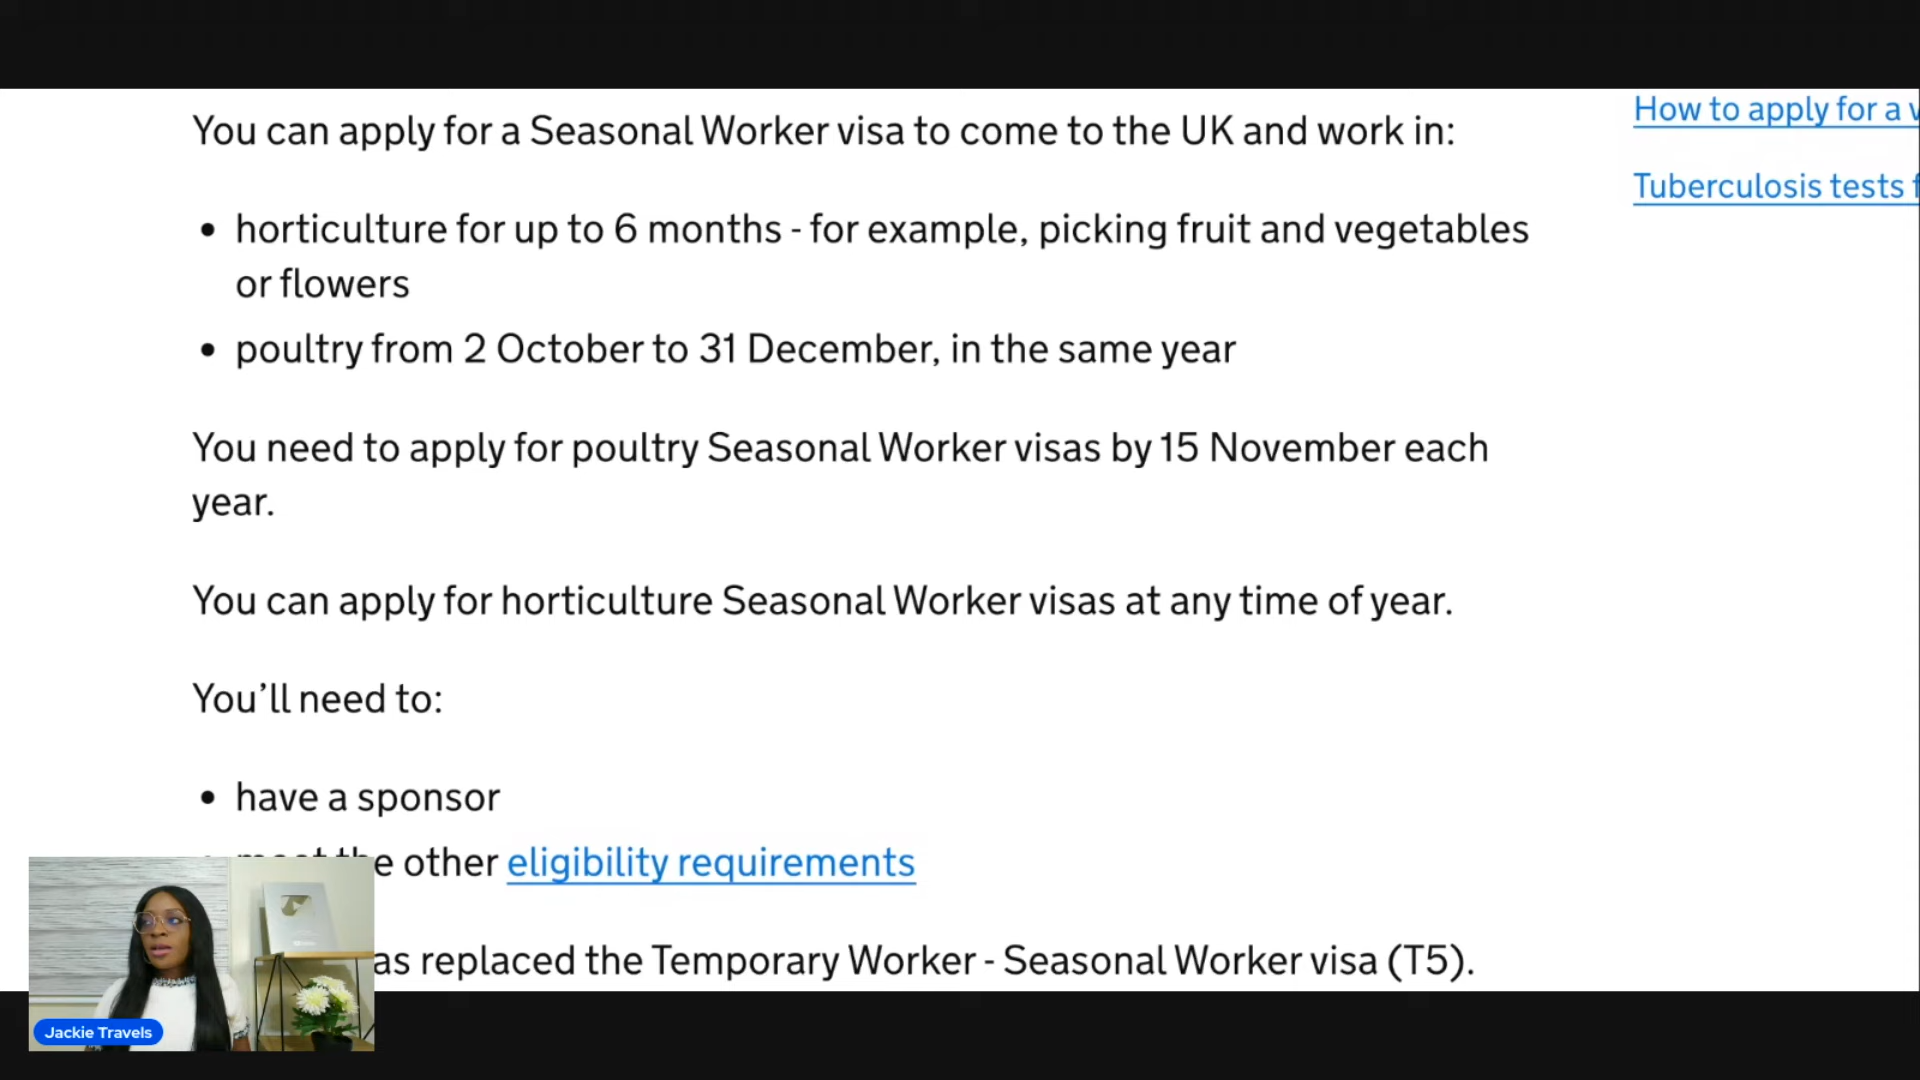 You can apply for a Seasonal Worker visa to come to the UK and work in:
How to apply for a
Tuberculosis tests
• horticulture for up to 6 months - for example, picking fruit and vegetables
or flowers
• poultry from 2 October to 31 December, in the same year
You need to apply for poultry Seasonal Worker visas by 15 November each
year.
You can apply for horticulture Seasonal Worker visas at any time of year.
You’ll need to:
• have a sponsor
other eligibility requirements
replaced the Temporary Worker - Seasonal Worker visa (T5).
Jackie Travels